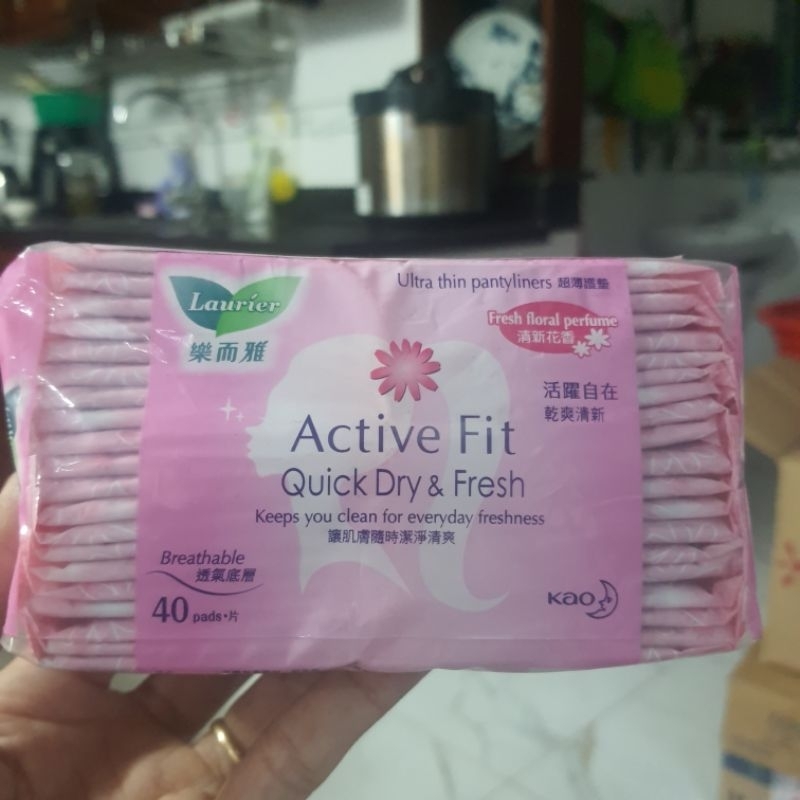 Laurier
樂而雅
Ultra thin pantyliners 超薄護墊
Fresh floral perfume
清新花香
活躍自在
乾爽清新
Active Fit
Quick Dry & Fresh
Keeps you clean for everyday freshness
讓肌膚隨時潔淨清爽
Breathable
透氣底層
40 pads•片
Kao